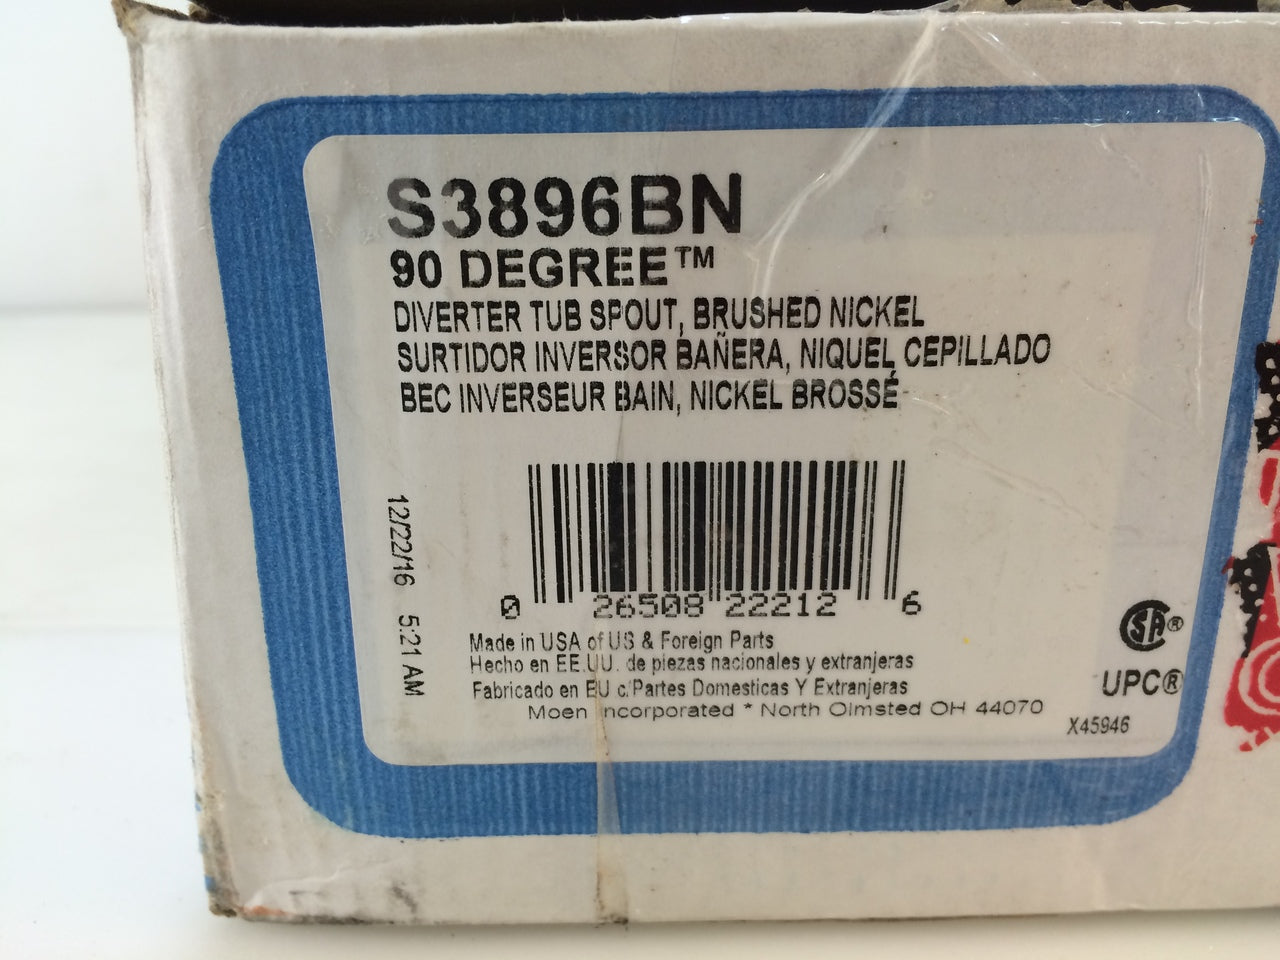 S3896BN
90 DEGREE™
DIVERTER TUB SPOUT, BRUSHED NICKEL
SURTIDOR INVERSOR BAÑERA, NIQUEL CEPILLADO
BEC INVERSEUR BAIN, NICKEL BROSSÉ
12/22/16 5:21 AM
0 26508 22212 6
Made in USA of US & Foreign Parts
Hecho en EE.UU. de piezas nacionales y extranjeras
Fabricado en EU c/Partes Domesticas Y Extranjeras
Moen Incorporated * North Olmsted OH 44070
SA®
UPC®
X45946